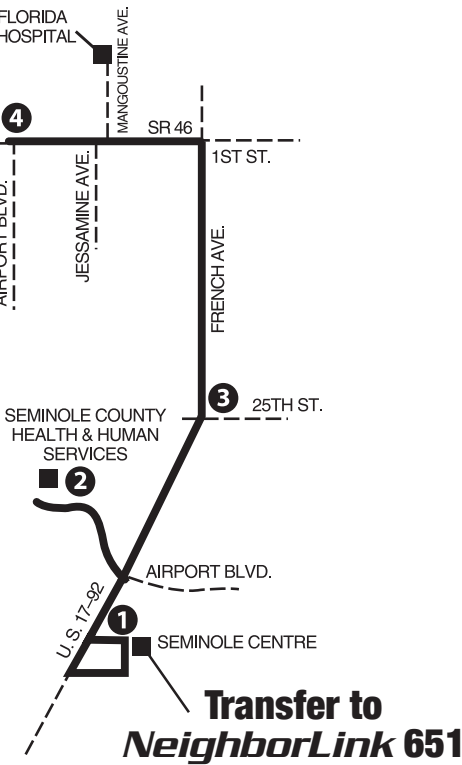 FLORIDA
HOSPITAL
MANGOUSTINE AVE.
4
SR 46
1ST ST.
AIRPORT BLVD.
JESSAMINE AVE.
FRENCH AVE.
3
25TH ST.
SEMINOLE COUNTY
HEALTH & HUMAN
SERVICES
2
AIRPORT BLVD.
U.S. 17–92
1
SEMINOLE CENTRE
Transfer to
NeighborLink 651